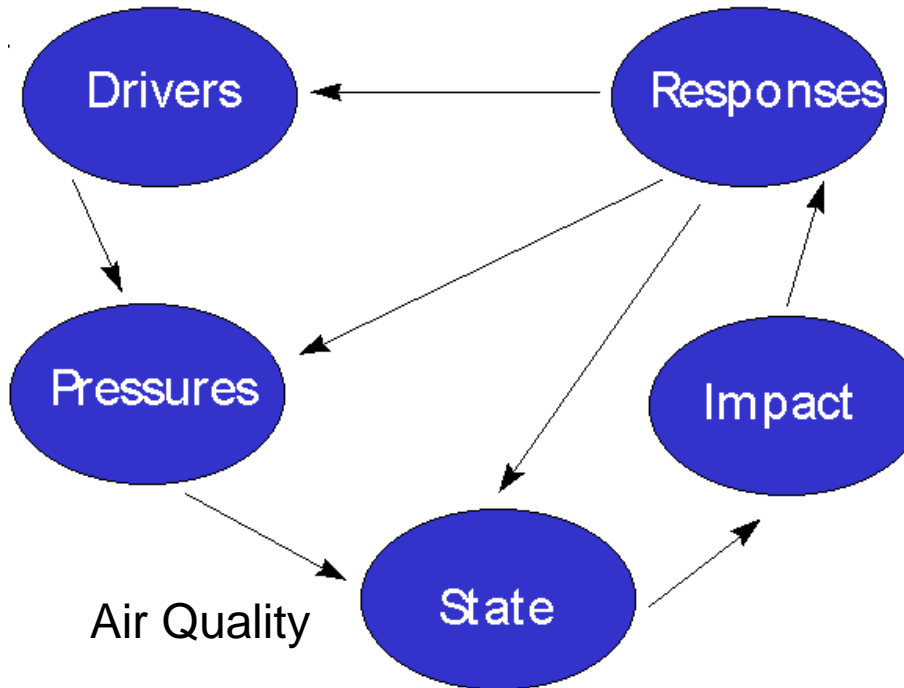 Drivers
Responses
Pressures
Impact
State
Air Quality